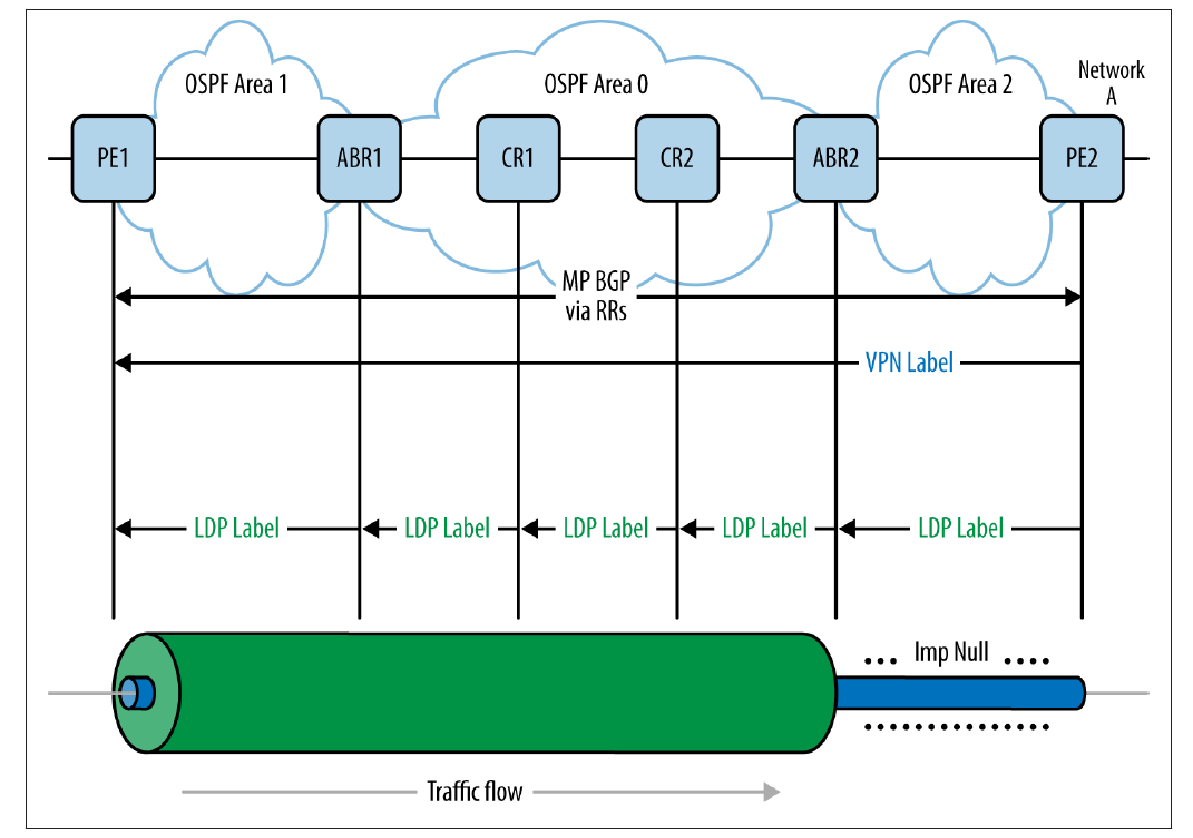 OSPF Area 1
OSPF Area 0
OSPF Area 2
Network
A
PE1
ABR1
CR1
CR2
ABR2
PE2
MP BGP
via RRs
VPN Label
LDP Label
LDP Label
LDP Label
LDP Label
LDP Label
Imp Null
Traffic flow